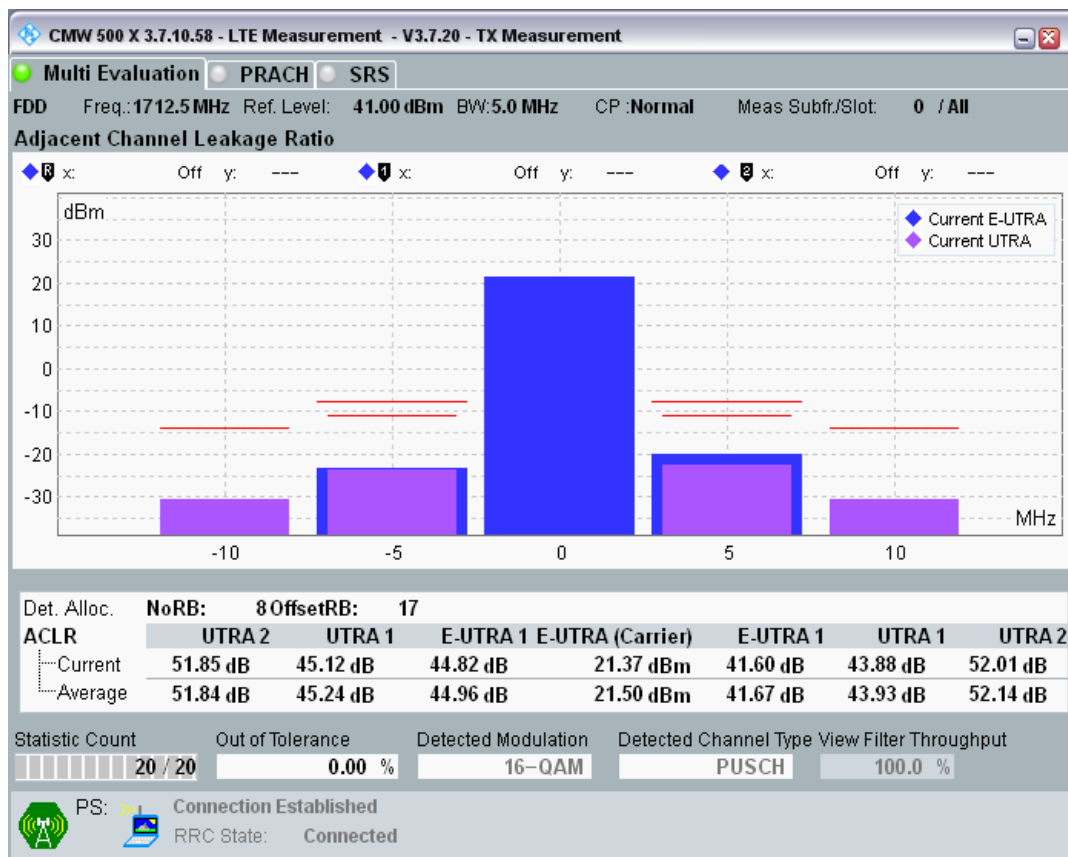 CMW 500 X 3.7.10.58 - LTE Measurement - V3.7.20 - TX Measurement
Multi Evaluation PRACH SRS
FDD Freq.:1712.5 MHz Ref. Level: 41.00 dBm BW:5.0 MHz CP :Normal Meas Subfr./Slot: 0 / All
Adjacent Channel Leakage Ratio
R x: Off y: --- 1 x: Off y: --- 2 x: Off y: ---
dBm
Current E-UTRA
Current UTRA
30
20
10
0
-10
-20
-30
MHz
-10 -5 0 5 10
Det. Alloc. NoRB: 8 OffsetRB: 17
ACLR UTRA 2 UTRA 1 E-UTRA 1 E-UTRA (Carrier) E-UTRA 1 UTRA 1 UTRA 2
Current 51.85 dB 45.12 dB 44.82 dB 21.37 dBm 41.60 dB 43.88 dB 52.01 dB
Average 51.84 dB 45.24 dB 44.96 dB 21.50 dBm 41.67 dB 43.93 dB 52.14 dB
Statistic Count Out of Tolerance Detected Modulation Detected Channel Type View Filter Throughput
20 / 20 0.00 % 16-QAM PUSCH 100.0 %
PS: Connection Established
RRC State: Connected